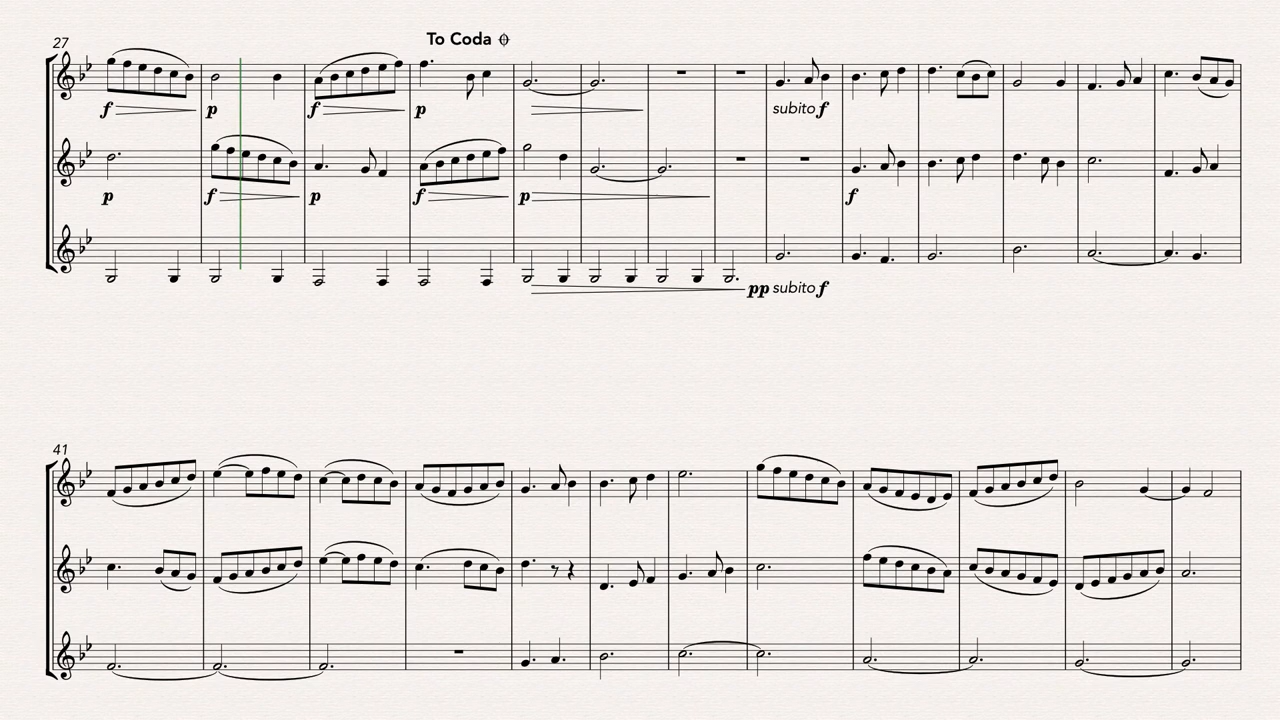 To Coda
27
f p f p subito f
p f p f p f
pp subito f
41